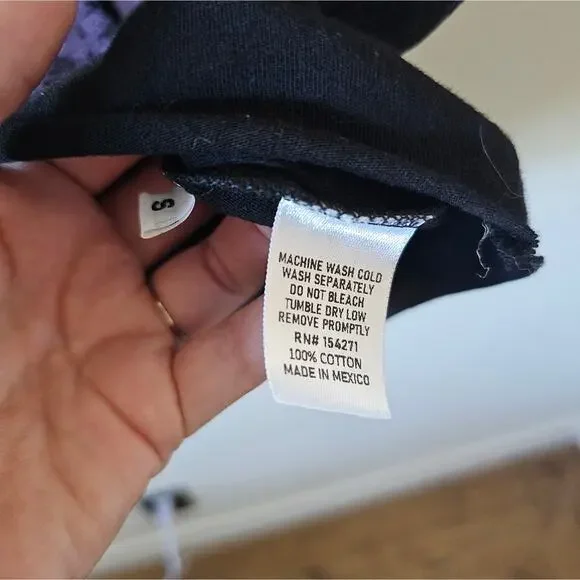 S
MACHINE WASH COLD
WASH SEPARATELY
DO NOT BLEACH
TUMBLE DRY LOW
REMOVE PROMPTLY
RN# 154271
100% COTTON
MADE IN MEXICO